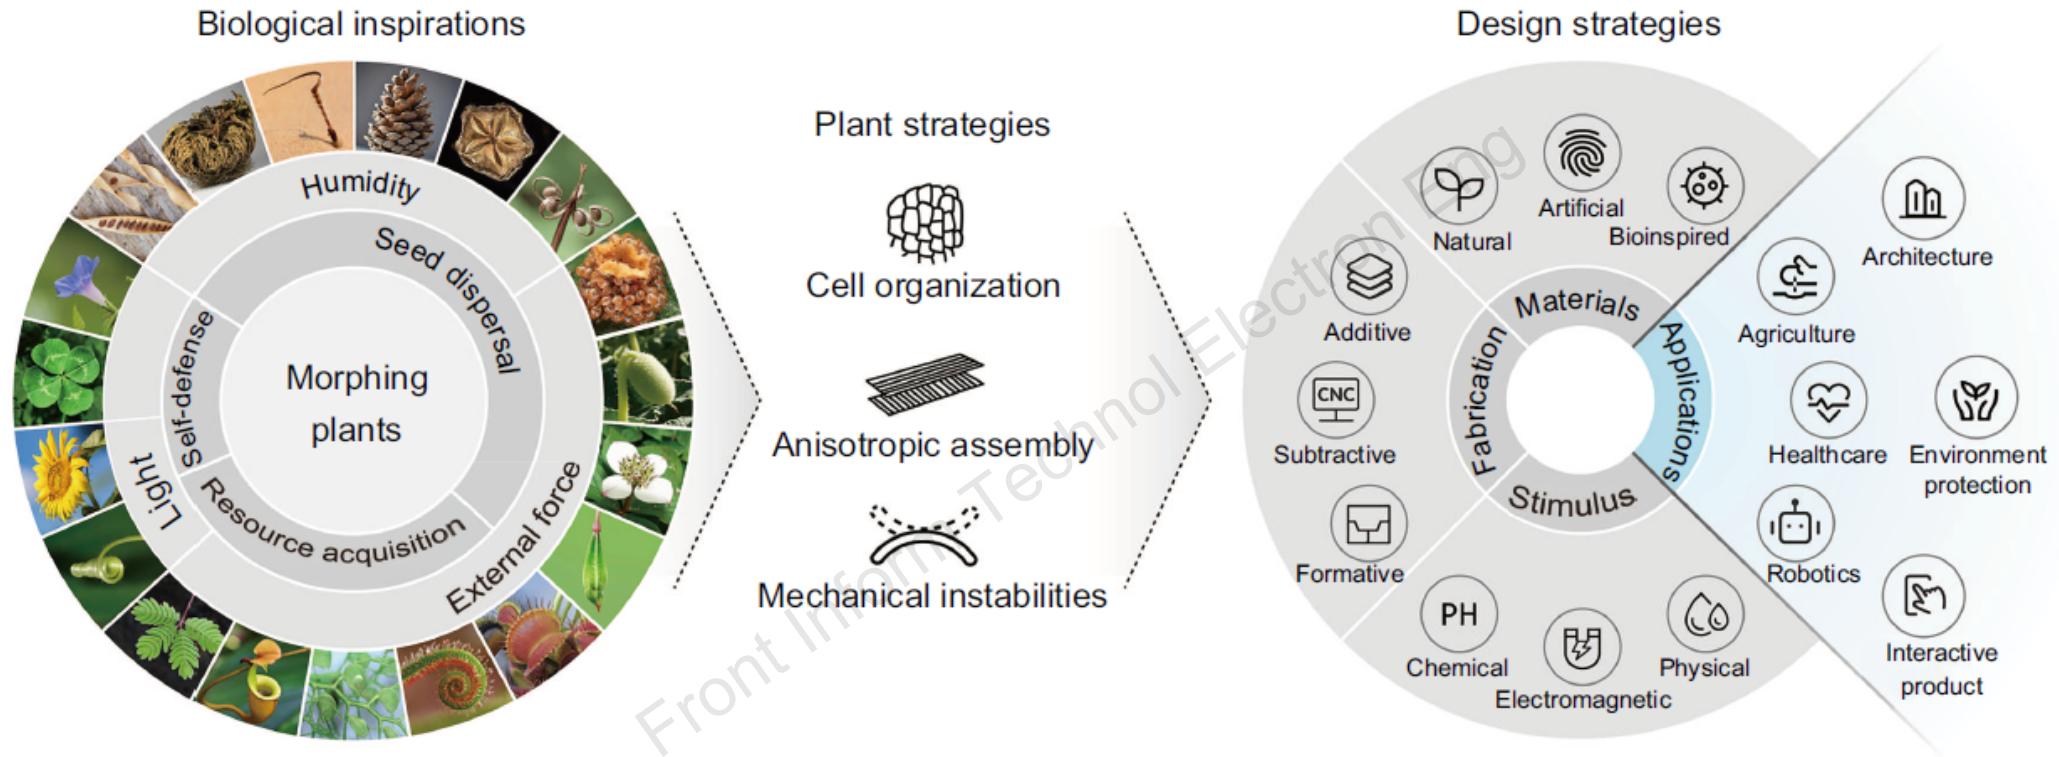 Biological inspirations
Humidity
Seed dispersal
Self-defense
Morphing
plants
Light
Resource acquisition
External force
Plant strategies
Cell organization
Anisotropic assembly
Mechanical instabilities
Design strategies
Natural
Artificial
Bioinspired
Additive
Subtractive
CNC
Formative
Materials
Fabrication
Applications
Stimulus
PH
Chemical
Electromagnetic
Physical
Architecture
Agriculture
Healthcare
Environment
protection
Robotics
Interactive
product
Front Inform Technol Electron Eng